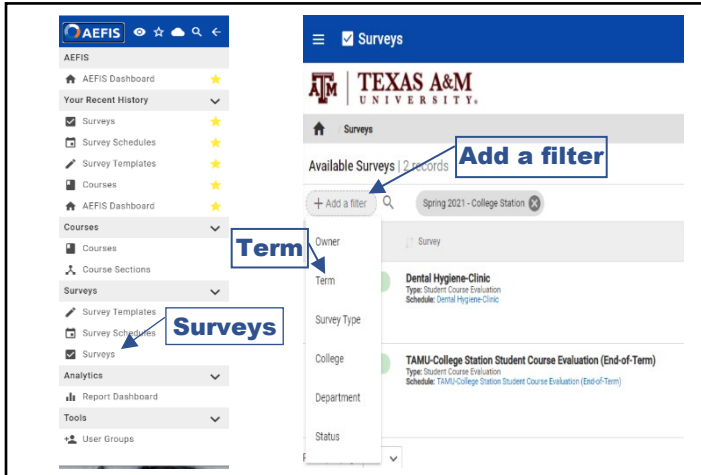 AEFIS
AEFIS
AEFIS Dashboard
Your Recent History
Surveys
Survey Schedules
Survey Templates
Courses
AEFIS Dashboard
Courses
Courses
Course Sections
Surveys
Survey Templates
Survey Schedules
Surveys
Surveys
Analytics
Report Dashboard
Tools
User Groups
Surveys
ATM TEXAS A&M
UNIVERSITY.
/ Surveys
Available Surveys | 2 records
Add a filter
+ Add a filter
Spring 2021 - College Station
Owner
Survey
Term
Term
Dental Hygiene-Clinic
Type: Student Course Evaluation
Schedule: Dental Hygiene-Clinic
Survey Type
College
TAMU-College Station Student Course Evaluation (End-of-Term)
Type: Student Course Evaluation
Schedule: TAMU-College Station Student Course Evaluation (End-of-Term)
Department
Status